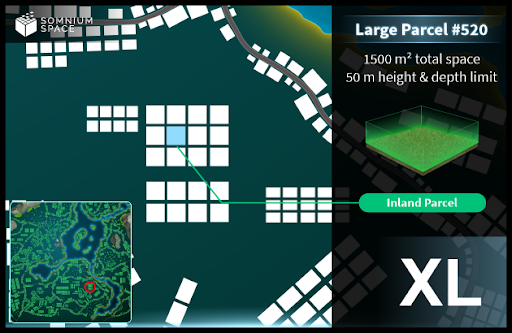 SOMNIUM
SPACE
Large Parcel #520
1500 m² total space
50 m height & depth limit
Inland Parcel
XL